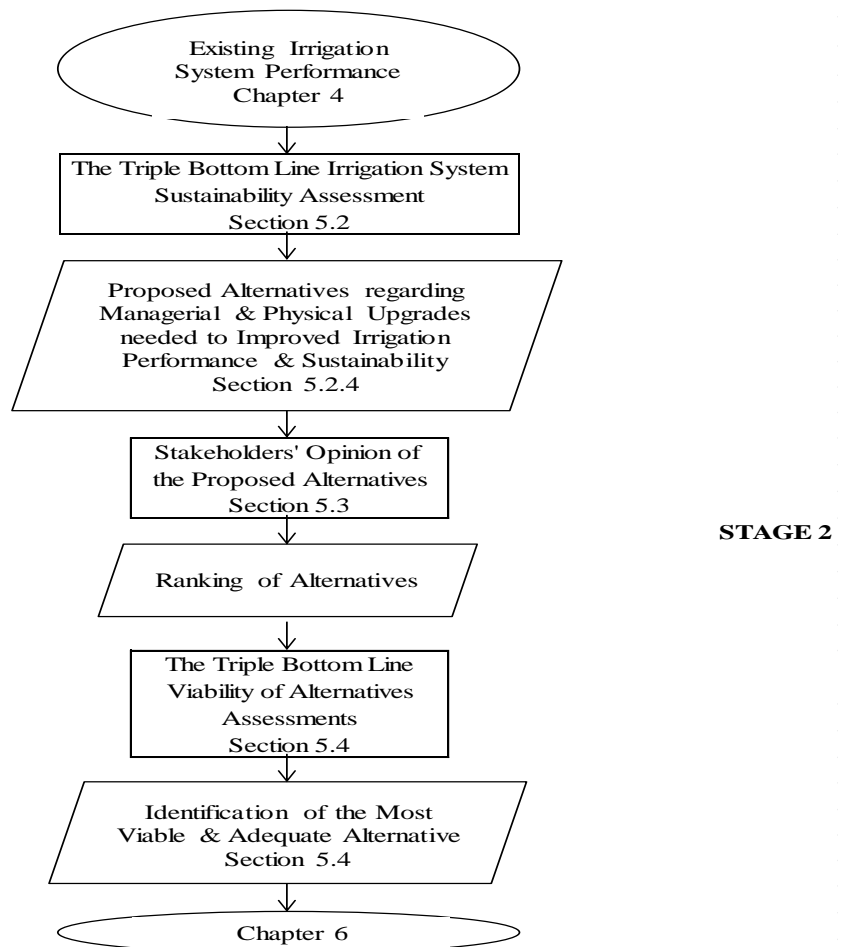 Existing Irrigation
System Performance
Chapter 4
The Triple Bottom Line Irrigation System
Sustainability Assessment
Section 5.2
Proposed Alternatives regarding
Managerial & Physical Upgrades
needed to Improved Irrigation
Performance & Sustainability
Section 5.2.4
Stakeholders' Opinion of
the Proposed Alternatives
Section 5.3
STAGE 2
Ranking of Alternatives
The Triple Bottom Line
Viability of Alternatives
Assessments
Section 5.4
Identification of the Most
Viable & Adequate Alternative
Section 5.4
Chapter 6